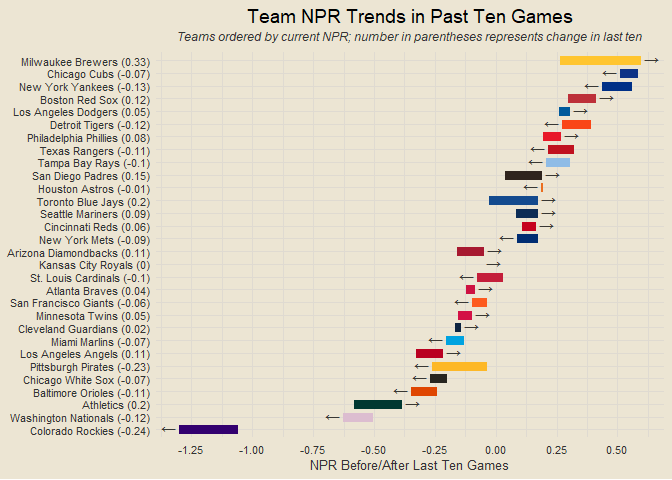 Team NPR Trends in Past Ten Games
Teams ordered by current NPR; number in parentheses represents change in last ten
Milwaukee Brewers (0.33)
Chicago Cubs (-0.07)
New York Yankees (-0.13)
Boston Red Sox (0.12)
Los Angeles Dodgers (0.05)
Detroit Tigers (-0.12)
Philadelphia Phillies (0.08)
Texas Rangers (-0.11)
Tampa Bay Rays (-0.1)
San Diego Padres (0.15)
Houston Astros (-0.01)
Toronto Blue Jays (0.2)
Seattle Mariners (0.09)
Cincinnati Reds (0.06)
New York Mets (-0.09)
Arizona Diamondbacks (0.11)
Kansas City Royals (0)
St. Louis Cardinals (-0.1)
Atlanta Braves (0.04)
San Francisco Giants (-0.06)
Minnesota Twins (0.05)
Cleveland Guardians (0.02)
Miami Marlins (-0.07)
Los Angeles Angels (0.11)
Pittsburgh Pirates (-0.23)
Chicago White Sox (-0.07)
Baltimore Orioles (-0.11)
Athletics (0.2)
Washington Nationals (-0.12)
Colorado Rockies (-0.24)
-1.25 -1.00 -0.75 -0.50 -0.25 0.00 0.25 0.50
NPR Before/After Last Ten Games